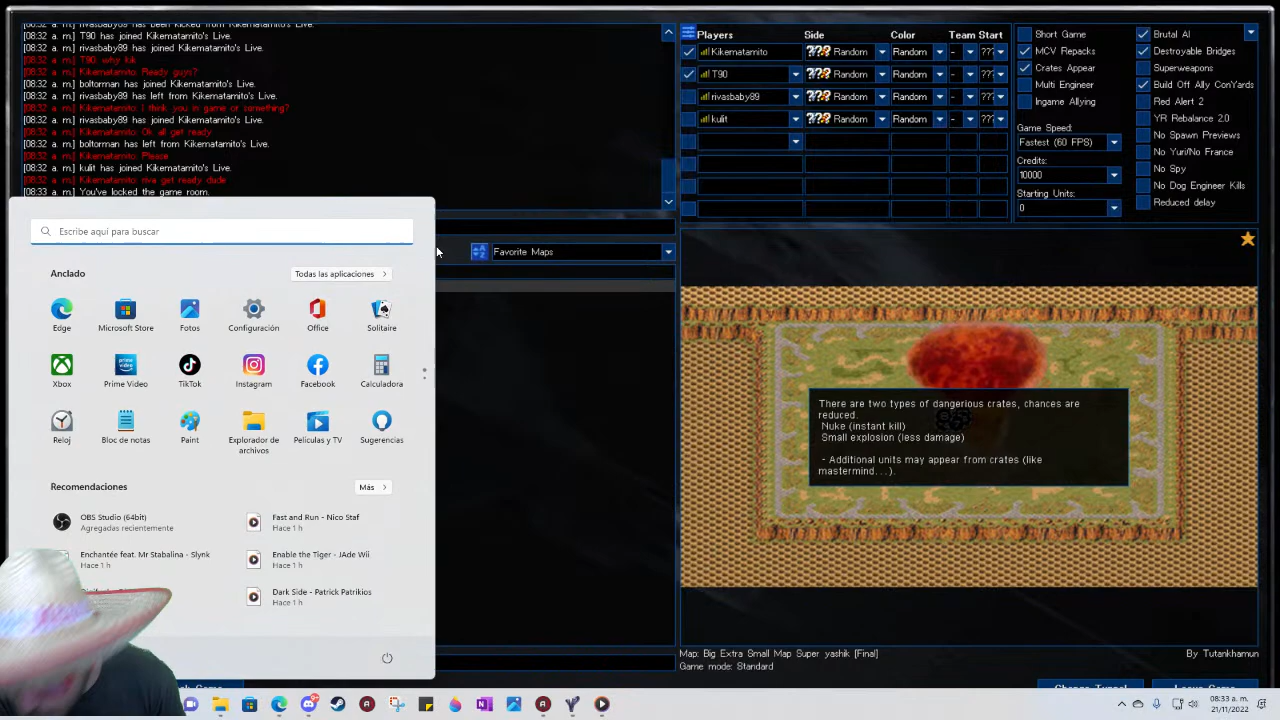 [08:32 a. m.] T90 has joined Kikematamito's Live.
[08:32 a. m.] rivasbaby89 has joined Kikematamito's Live.
[08:32 a. m.] T90: why kik
[08:32 a. m.] Kikematamito: Ready guys?
[08:32 a. m.] boltorman has joined Kikematamito's Live.
[08:32 a. m.] rivasbaby89 has left from Kikematamito's Live.
[08:32 a. m.] Kikematamito: I think you in game or something?
[08:32 a. m.] rivasbaby89 has joined Kikematamito's Live.
[08:32 a. m.] Kikematamito: Ok all get ready
[08:32 a. m.] boltorman has left from Kikematamito's Live.
[08:32 a. m.] Kikematamito: Please
[08:32 a. m.] kulit has joined Kikematamito's Live.
[08:32 a. m.] Kikematamito: riva get ready dude
[08:33 a. m.] You've locked the game room.
Players Side Color Team Start
Kikematamito ??? Random Random - ???
T90 ??? Random Random - ???
rivasbaby89 ??? Random Random - ???
kulit ??? Random Random - ???
Short Game
MCV Repacks
Crates Appear
Multi Engineer
Ingame Allying
Game Speed:
Fastest (60 FPS)
Credits:
10000
Starting Units:
0
Brutal AI
Destroyable Bridges
Superweapons
Build Off Ally ConYards
Red Alert 2
YR Rebalance 2.0
No Spawn Previews
No Yuri/No France
No Spy
No Dog Engineer Kills
Reduced delay
Escribe aquí para buscar
Favorite Maps
Anclado
Todas las aplicaciones >
Edge Microsoft Store Fotos Configuración Office Solitaire
Xbox Prime Video TikTok Instagram Facebook Calculadora
Reloj Bloc de notas Paint Explorador de archivos Películas y TV Sugerencias
Recomendaciones
Más >
OBS Studio (64bit)
Agregadas recientemente
Fast and Run - Nico Staf
Hace 1 h
Enchantée feat. Mr Stabalina - Slynk
Hace 1 h
Enable the Tiger - JAde Wii
Hace 1 h
Dark Side - Patrick Patrikios
Hace 1 h
There are two types of dangerious crates, chances are
reduced.
Nuke (instant kill)
Small explosion (less damage)
- Additional units may appear from crates (like
mastermind...).
Map: Big Extra Small Map Super yashik [Final]
By Tutankhamun
Game mode: Standard
Change Tunnel
Leave Game
08:33 a.m.
21/11/2022